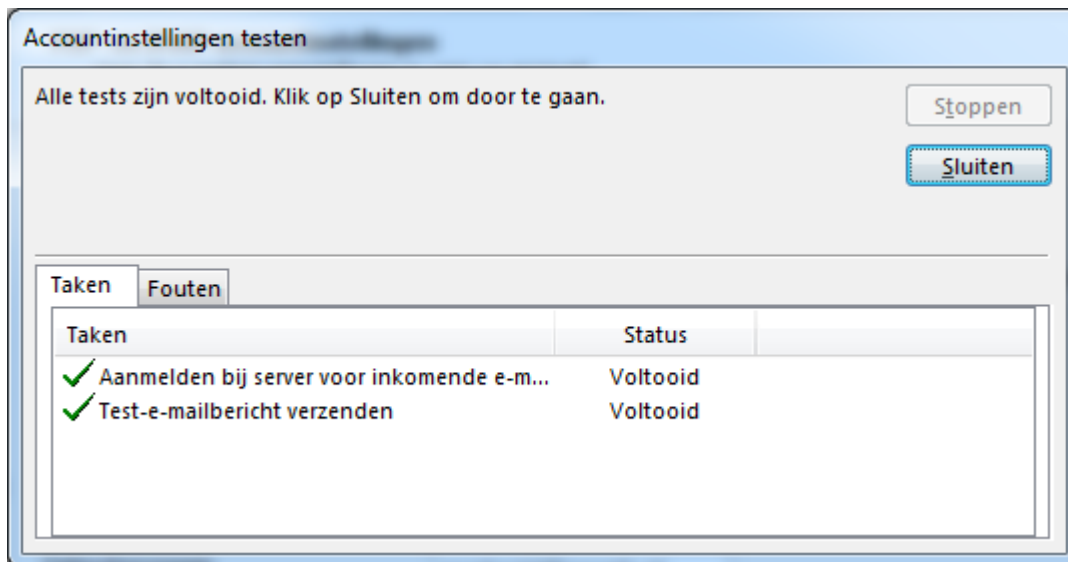 Accountinstellingen testen
Alle tests zijn voltooid. Klik op Sluiten om door te gaan.
Stoppen
Sluiten
Taken Fouten
Taken Status
Aanmelden bij server voor inkomende e-m... Voltooid
Test-e-mailbericht verzenden Voltooid